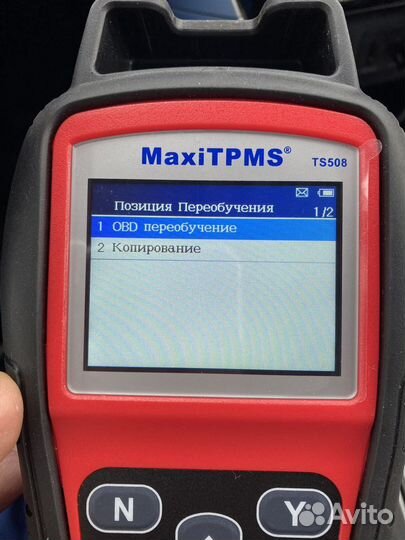 MaxiTPMS® TS508
Позиция Переобучения 1/2
1 OBD переобучение
2 Копирование
N Y
Avito